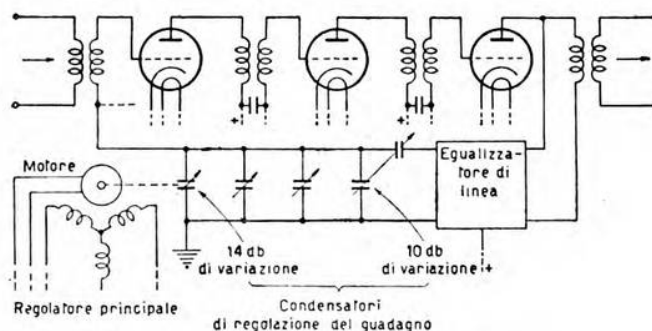 +
+
Motore
Egualizza-
tore di
linea
14 db
di variazione
10 db
di variazione
+
Regolatore principale
Condensatori
di regolazione del guadagno